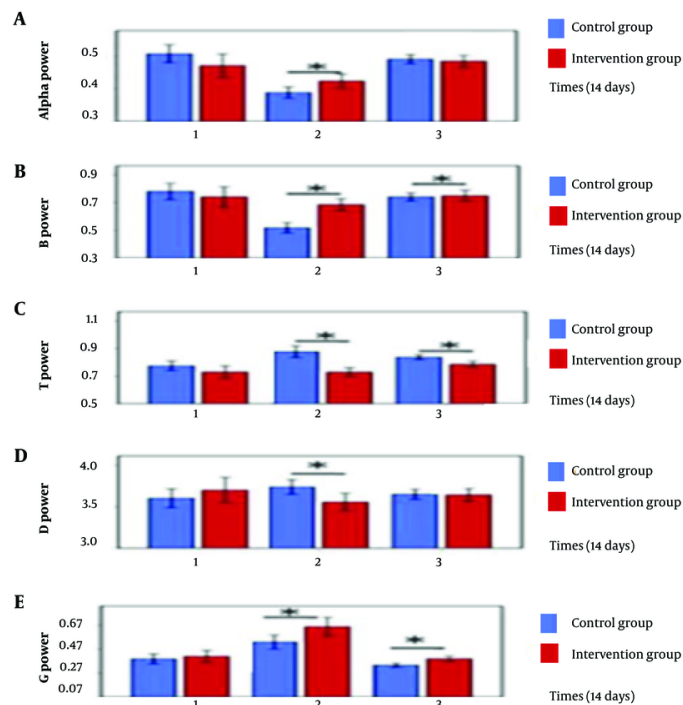 A
Alpha power
0.5
0.4
0.3
1 2 3
Control group
Intervention group
Times (14 days)
B
B power
0.9
0.7
0.5
0.3
1 2 3
Control group
Intervention group
Times (14 days)
C
T power
1.1
0.9
0.7
0.5
1 2 3
Control group
Intervention group
Times (14 days)
D
D power
4.0
3.5
3.0
1 2 3
Control group
Intervention group
Times (14 days)
E
G power
0.67
0.47
0.27
0.07
1 2 3
Control group
Intervention group
Times (14 days)